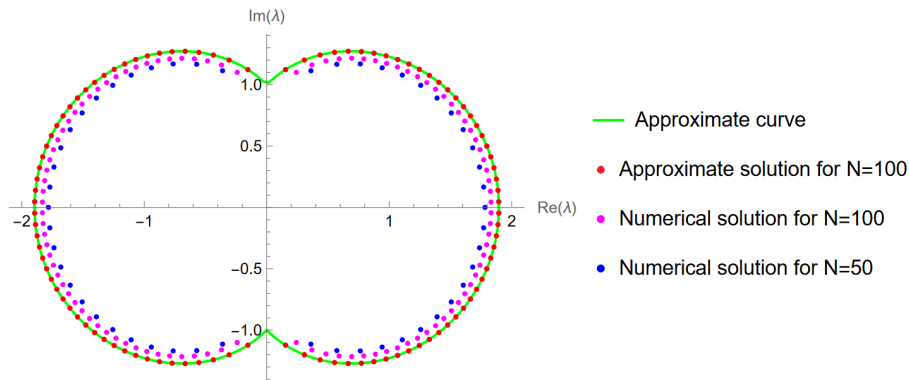 Im(λ)
1.0
0.5
−2
−1
1
2
Re(λ)
−0.5
−1.0
Approximate curve
Approximate solution for N=100
Numerical solution for N=100
Numerical solution for N=50